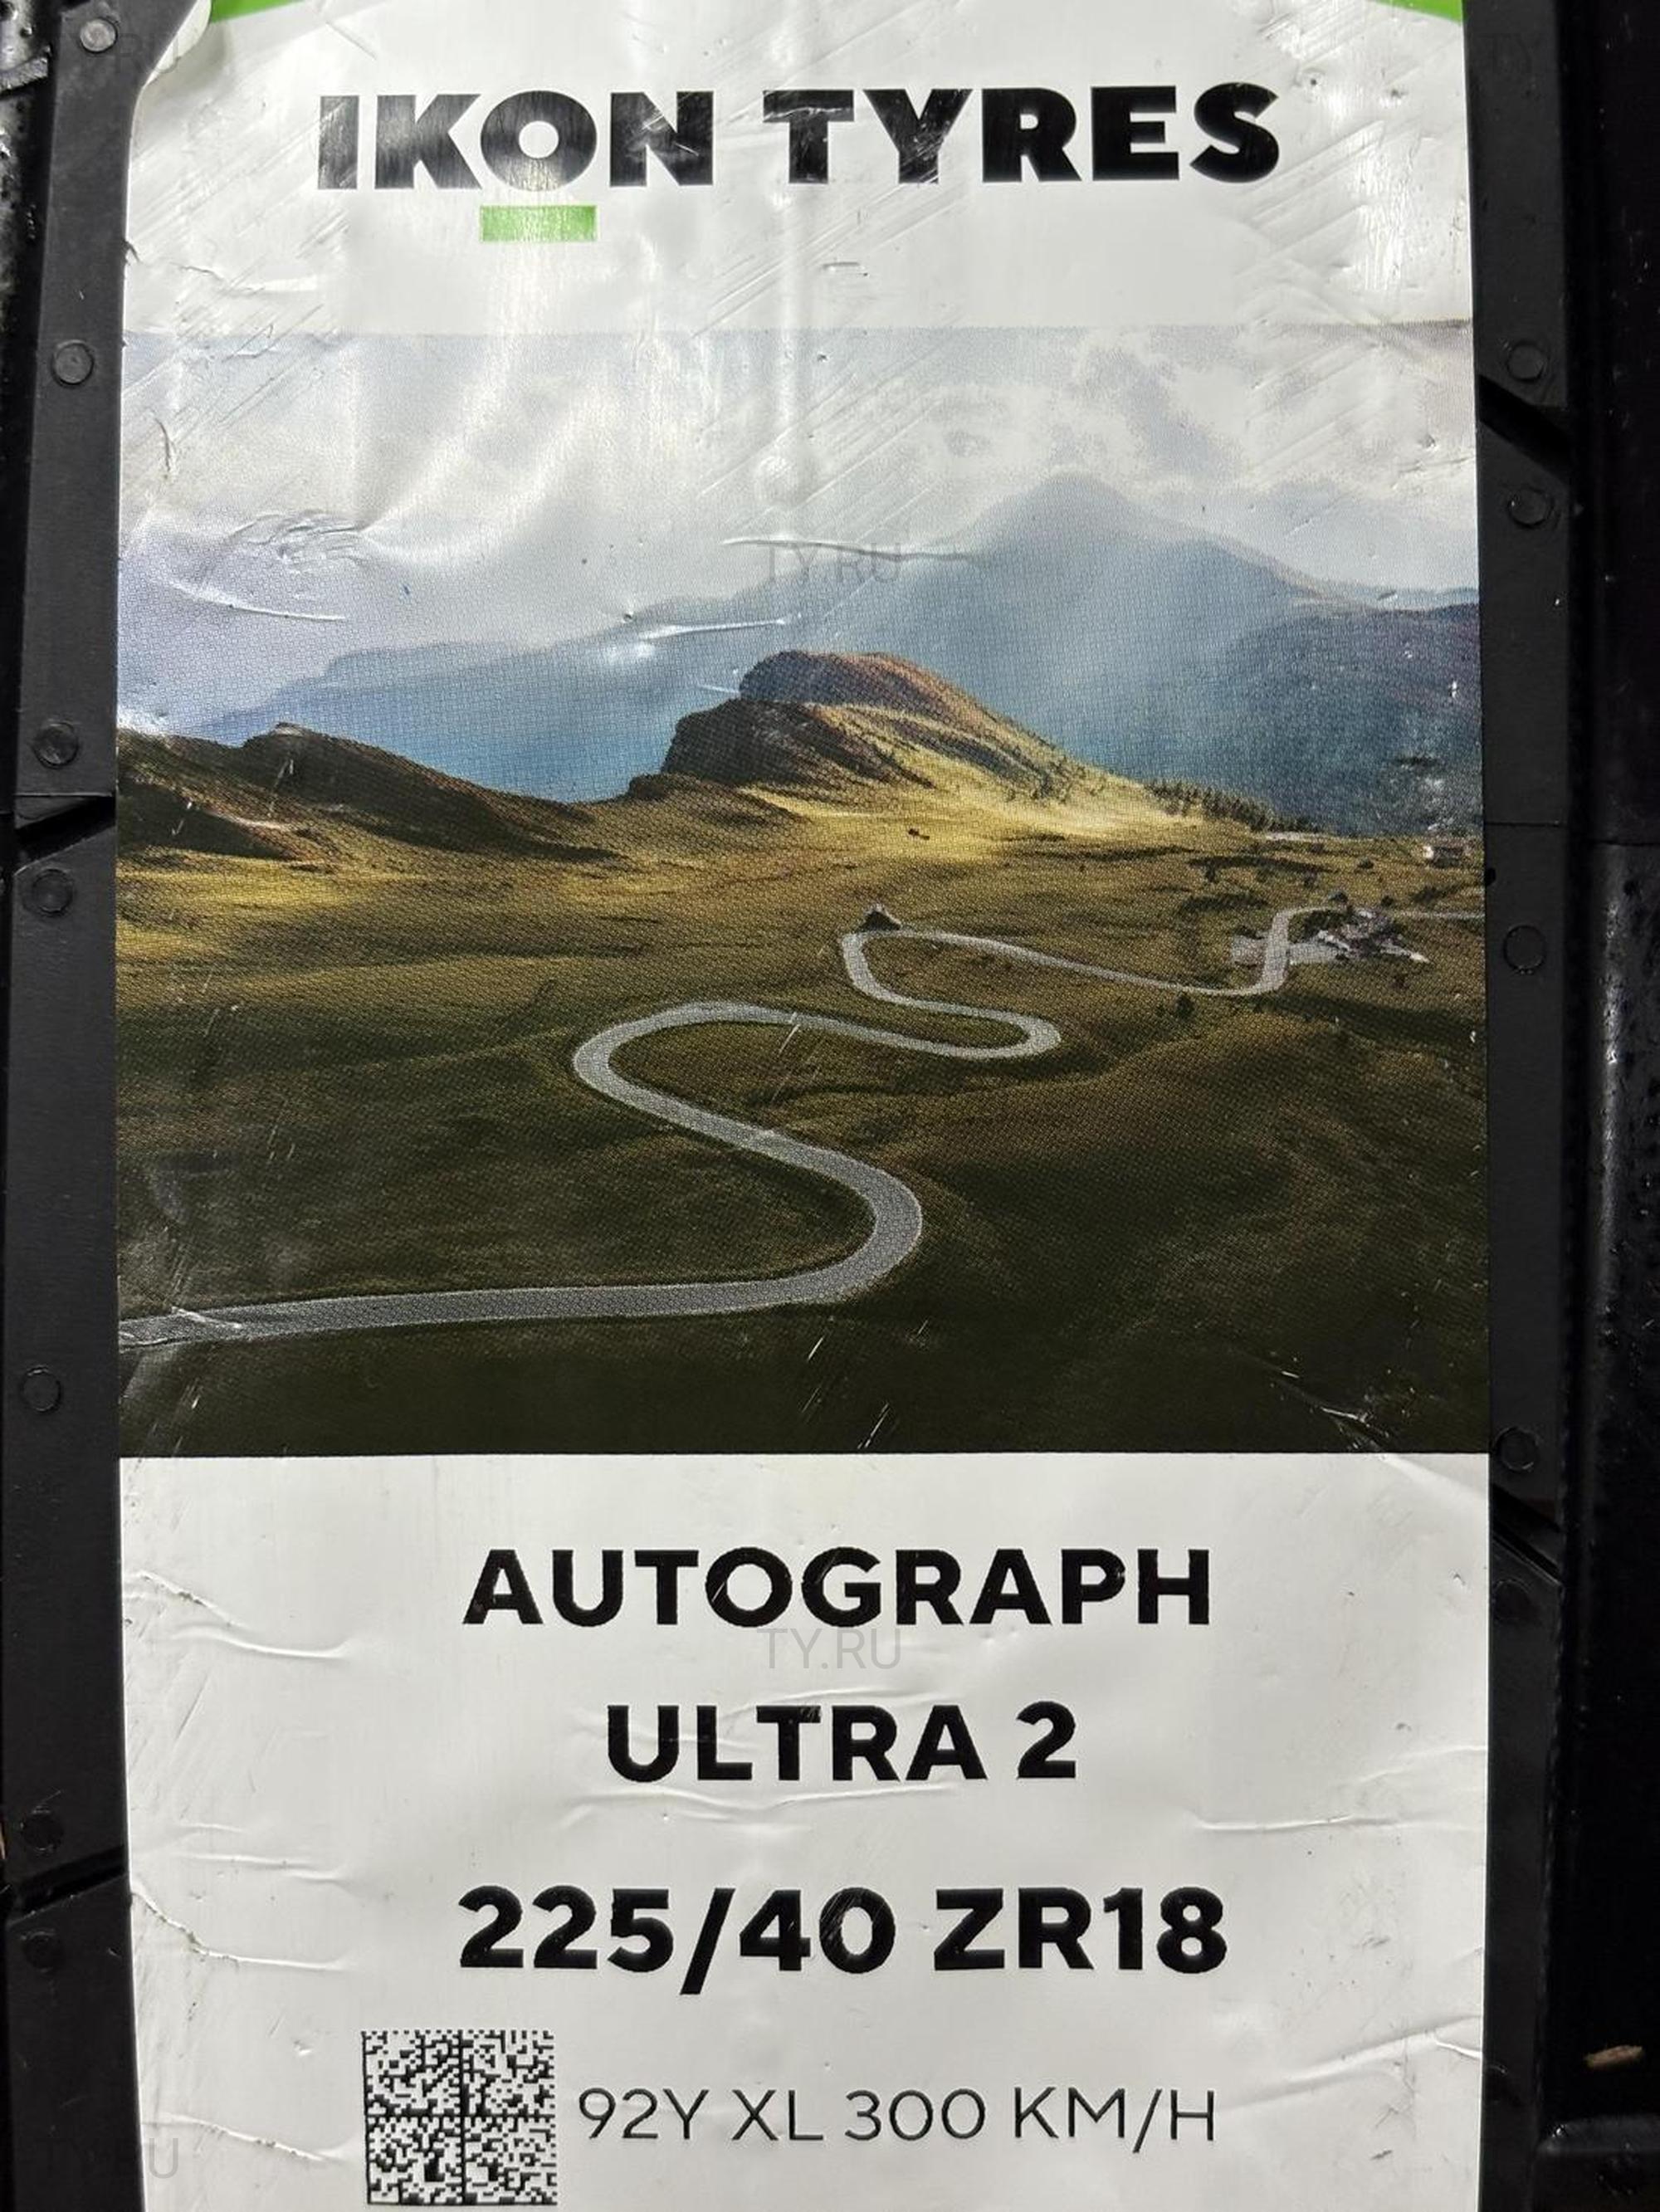 IKON TYRES
TY.RU
AUTOGRAPH
TY.RU
ULTRA 2
225/40 ZR18
92Y XL 300 KM/H